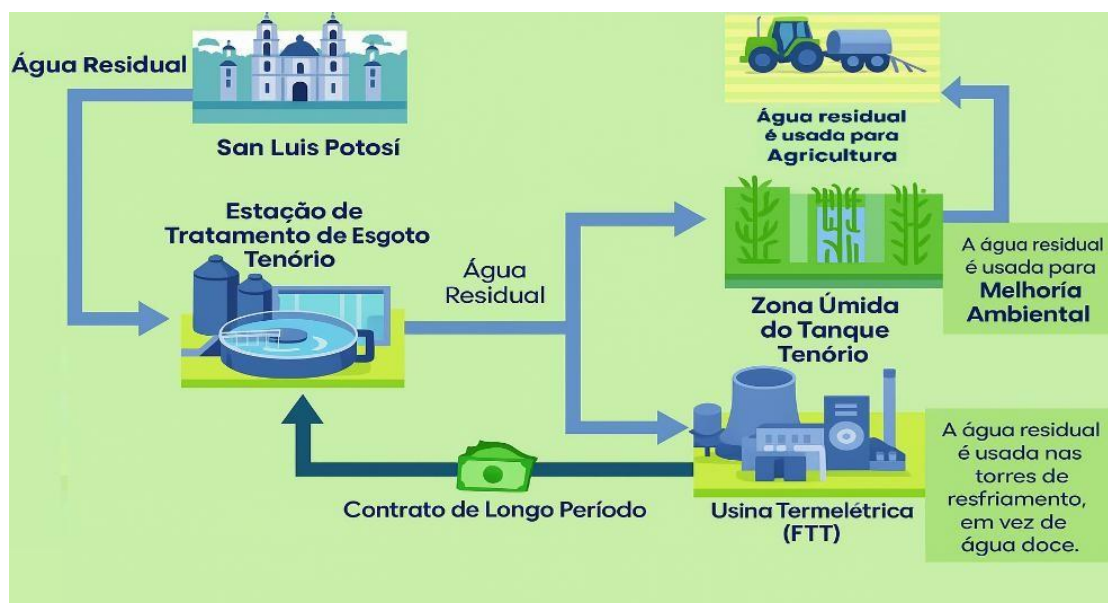 Água Residual
San Luis Potosí
Estação de
Tratamento de Esgoto
Tenório
Água
Residual
Água residual
é usada para
Agricultura
Zona Úmida
do Tanque
Tenório
A água residual
é usada para
Melhoría
Ambiental
Contrato de Longo Período
Usina Termelétrica
(FTT)
A água residual
é usada nas
torres de
resfriamento,
em vez de
água doce.